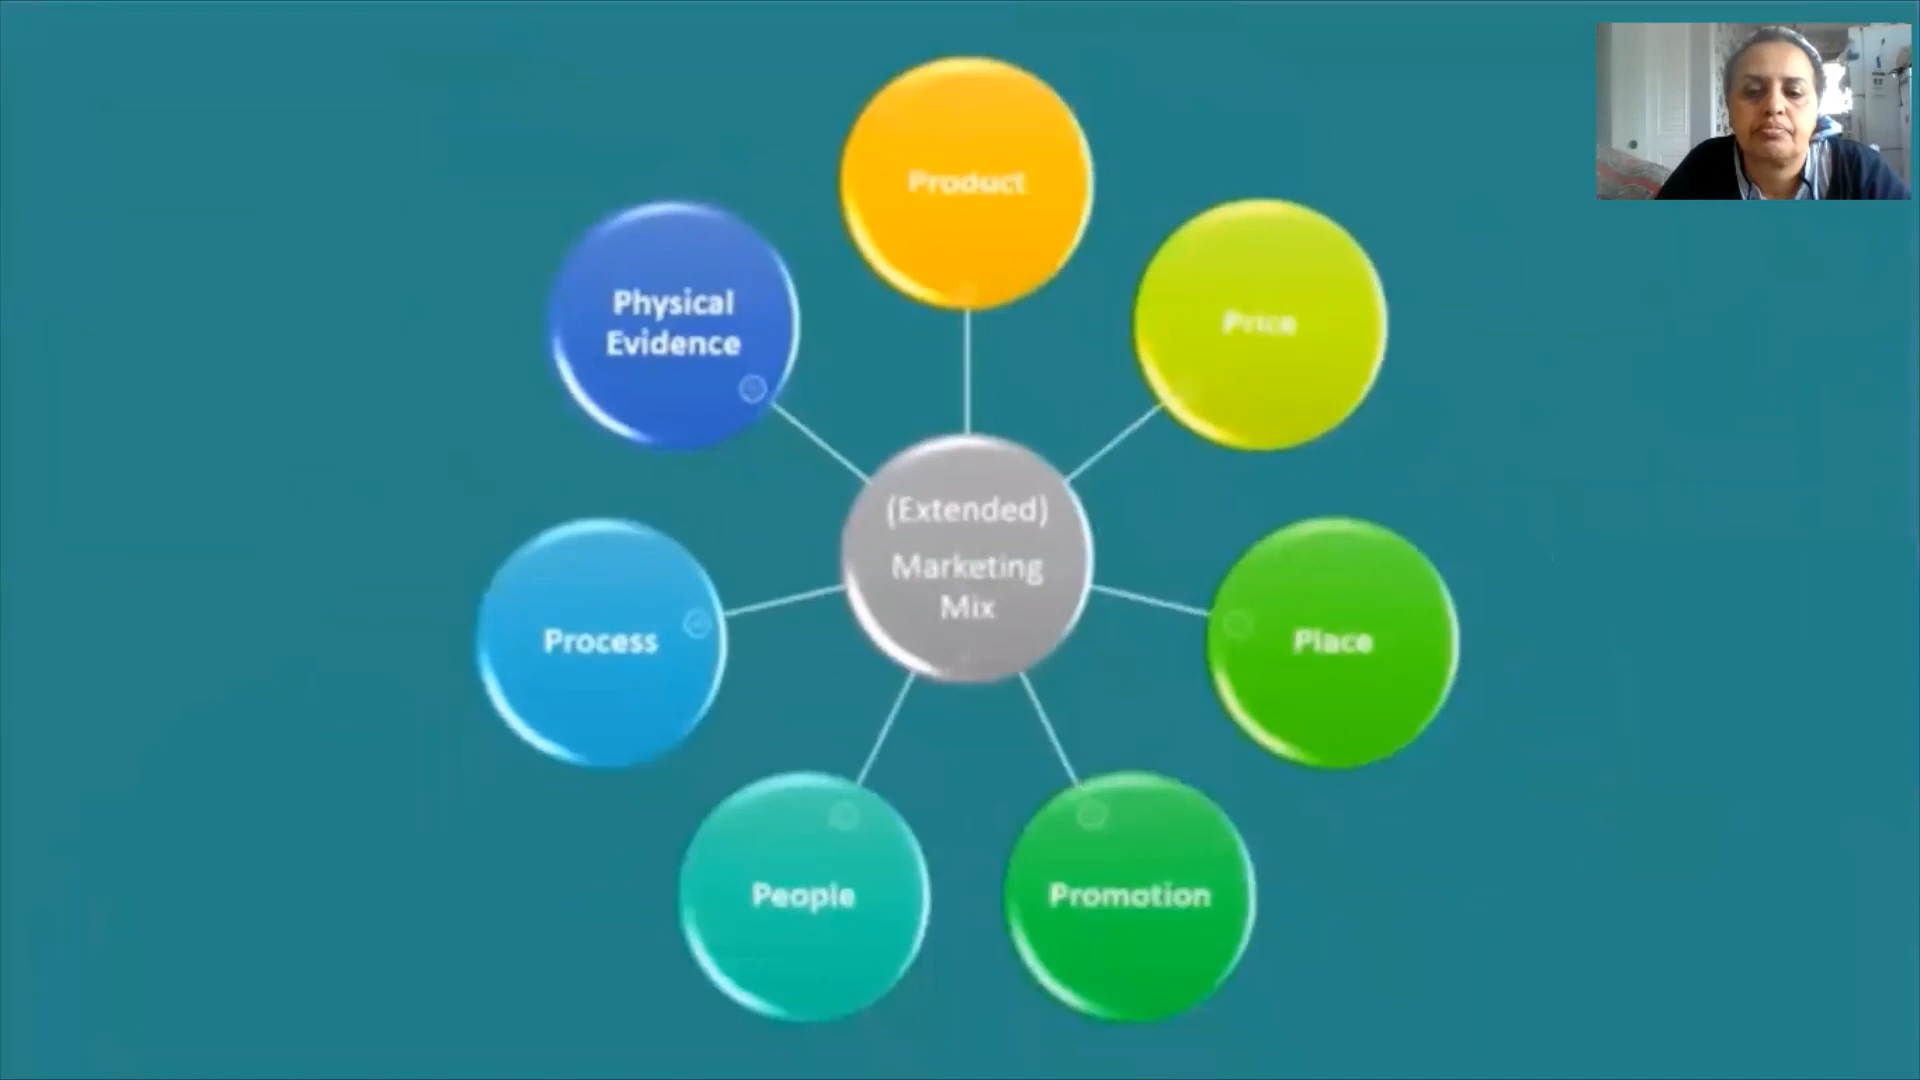 Product
Physical
Evidence
Price
(Extended)
Marketing
Mix
Process
Place
People
Promotion